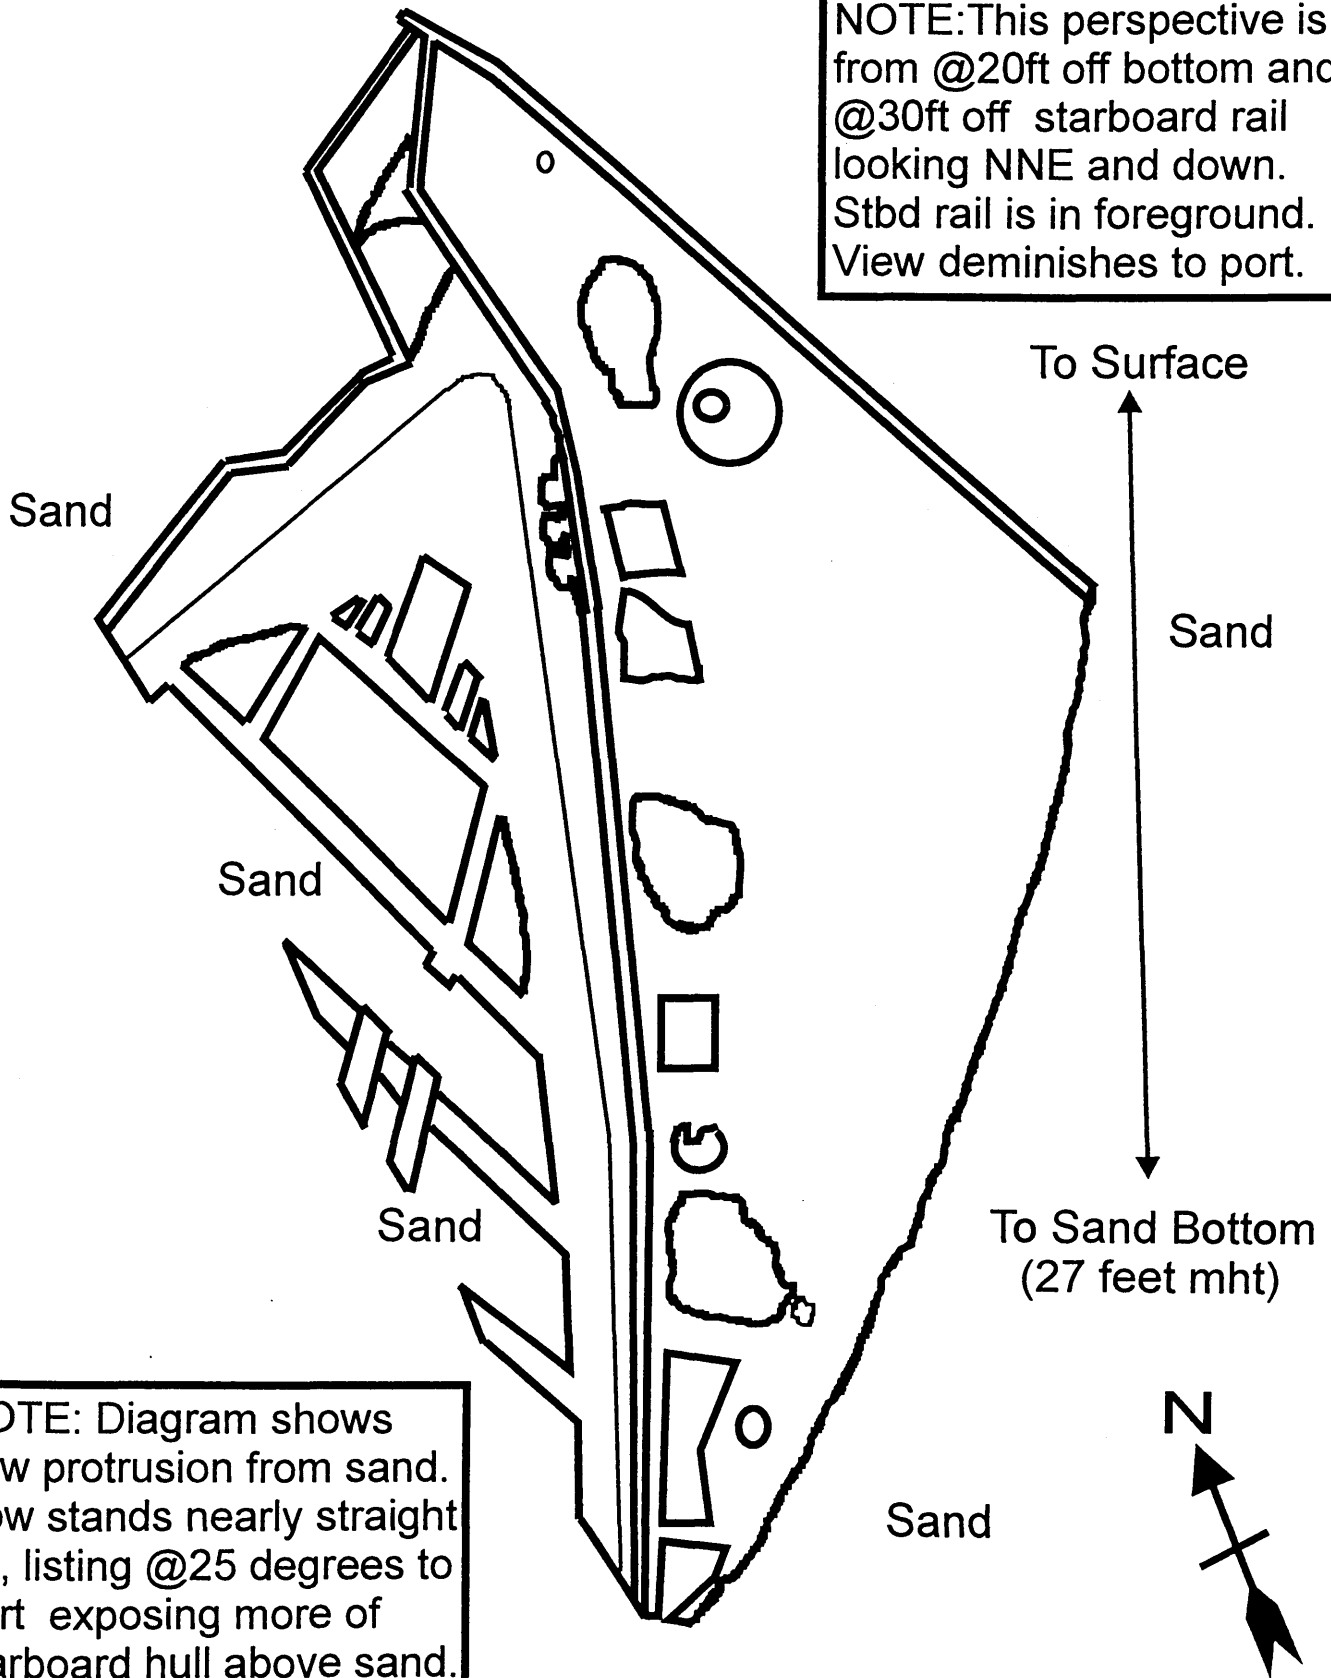 NOTE:This perspective is
from @20ft off bottom and
@30ft off starboard rail
looking NNE and down.
Stbd rail is in foreground.
View deminishes to port.
To Surface
Sand
Sand
Sand
Sand
To Sand Bottom
(27 feet mht)
N
Sand
OTE: Diagram shows
w protrusion from sand.
ow stands nearly straight
, listing @25 degrees to
rt exposing more of
arboard hull above sand.